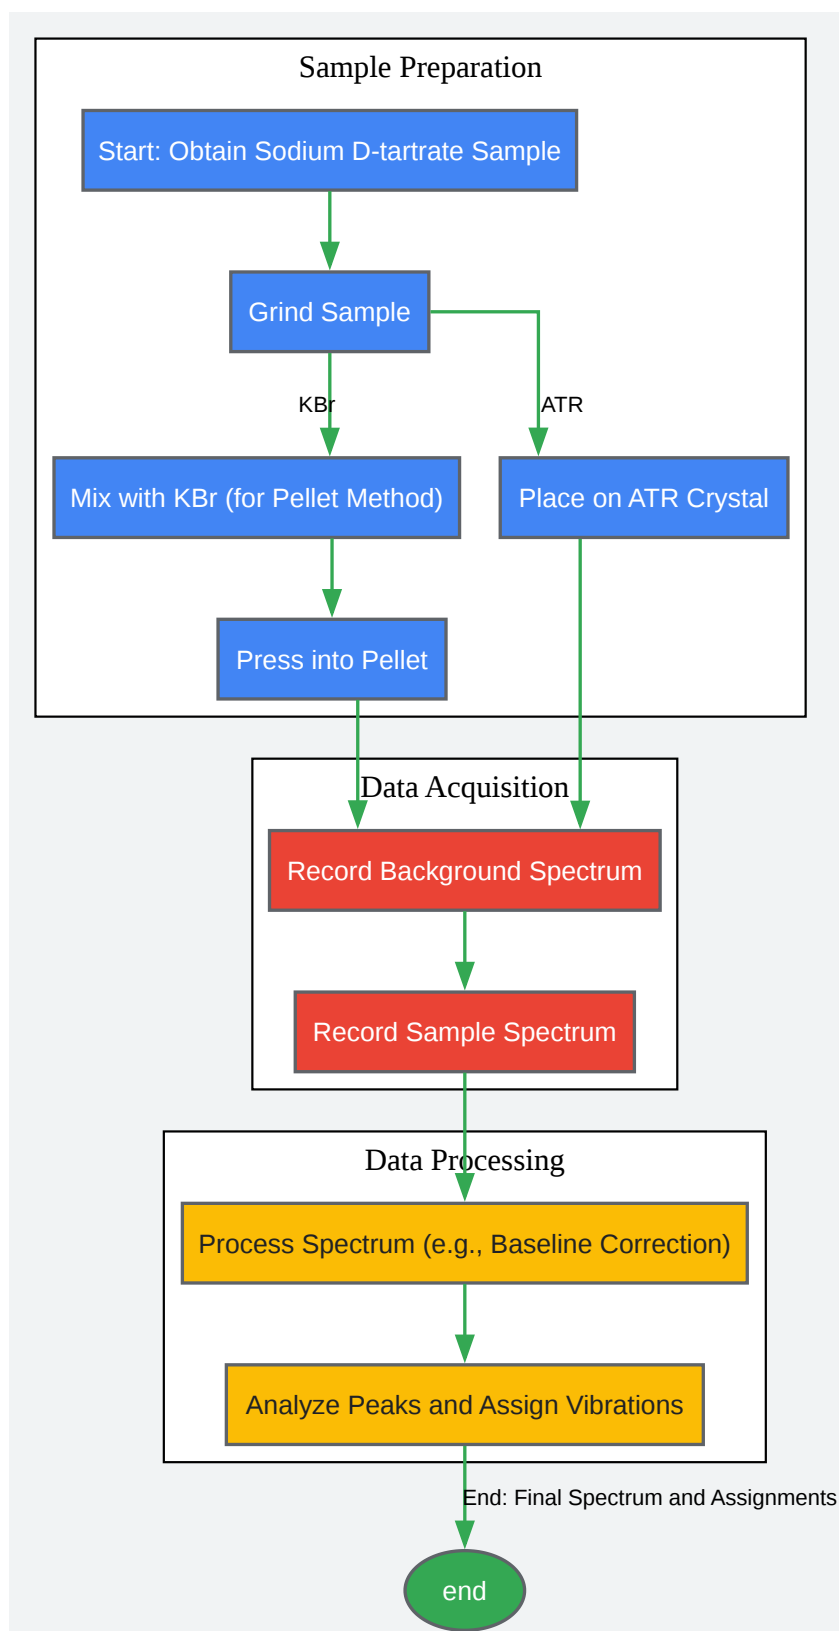 Sample Preparation
Start: Obtain Sodium D-tartrate Sample
Grind Sample
KBr
ATR
Mix with KBr (for Pellet Method)
Place on ATR Crystal
Press into Pellet
Data Acquisition
Record Background Spectrum
Record Sample Spectrum
Data Processing
Process Spectrum (e.g., Baseline Correction)
Analyze Peaks and Assign Vibrations
End: Final Spectrum and Assignments
end